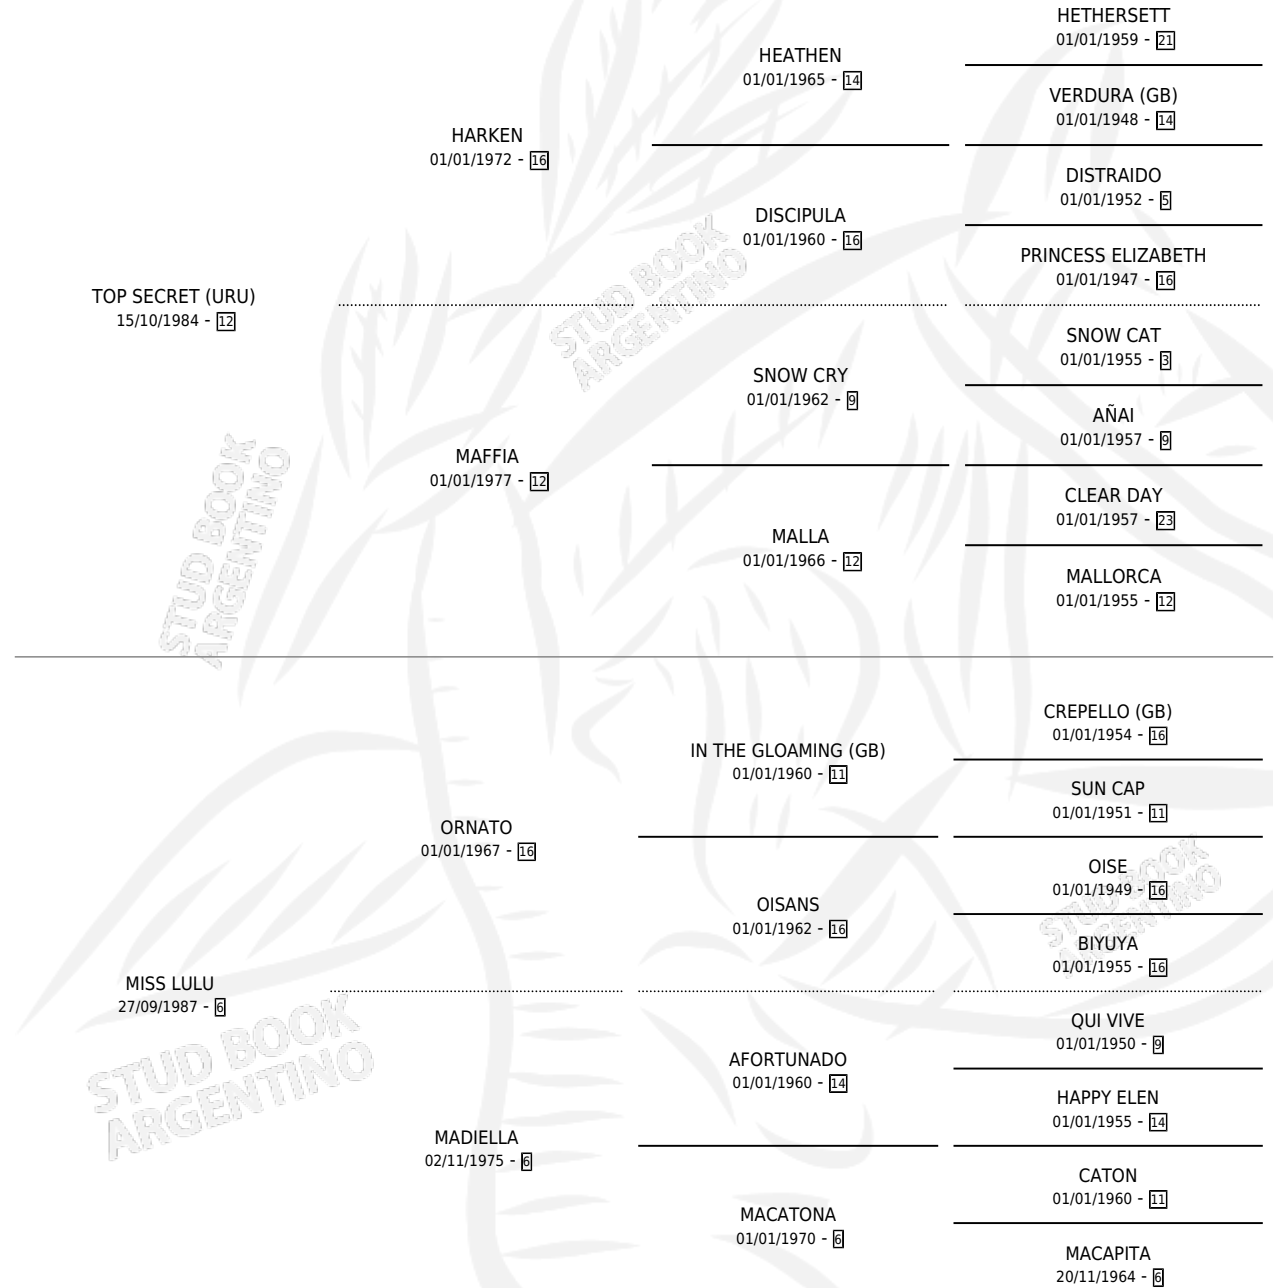 HETHERSETT
01/01/1959 - 21
HEATHEN
01/01/1965 - 14
VERDURA (GB)
01/01/1948 - 14
HARKEN
01/01/1972 - 16
DISTRAIDO
01/01/1952 - 5
DISCIPULA
01/01/1960 - 16
PRINCESS ELIZABETH
01/01/1947 - 16
TOP SECRET (URU)
15/10/1984 - 12
SNOW CAT
01/01/1955 - 3
SNOW CRY
01/01/1962 - 9
AÑAI
01/01/1957 - 9
MAFFIA
01/01/1977 - 12
CLEAR DAY
01/01/1957 - 23
MALLA
01/01/1966 - 12
MALLORCA
01/01/1955 - 12
STUD BOOK
ARGENTINO
STUD BOOK
ARGENTINO
CREPELLO (GB)
01/01/1954 - 16
IN THE GLOAMING (GB)
01/01/1960 - 11
SUN CAP
01/01/1951 - 11
ORNATO
01/01/1967 - 16
OISE
01/01/1949 - 16
OISANS
01/01/1962 - 16
BIYUYA
01/01/1955 - 16
MISS LULU
27/09/1987 - 6
QUI VIVE
01/01/1950 - 9
AFORTUNADO
01/01/1960 - 14
HAPPY ELEN
01/01/1955 - 14
MADIELLA
02/11/1975 - 6
CATON
01/01/1960 - 11
MACATONA
01/01/1970 - 6
MACAPITA
20/11/1964 - 6
STUD BOOK
ARGENTINO
STUD BOOK
ARGENTINO